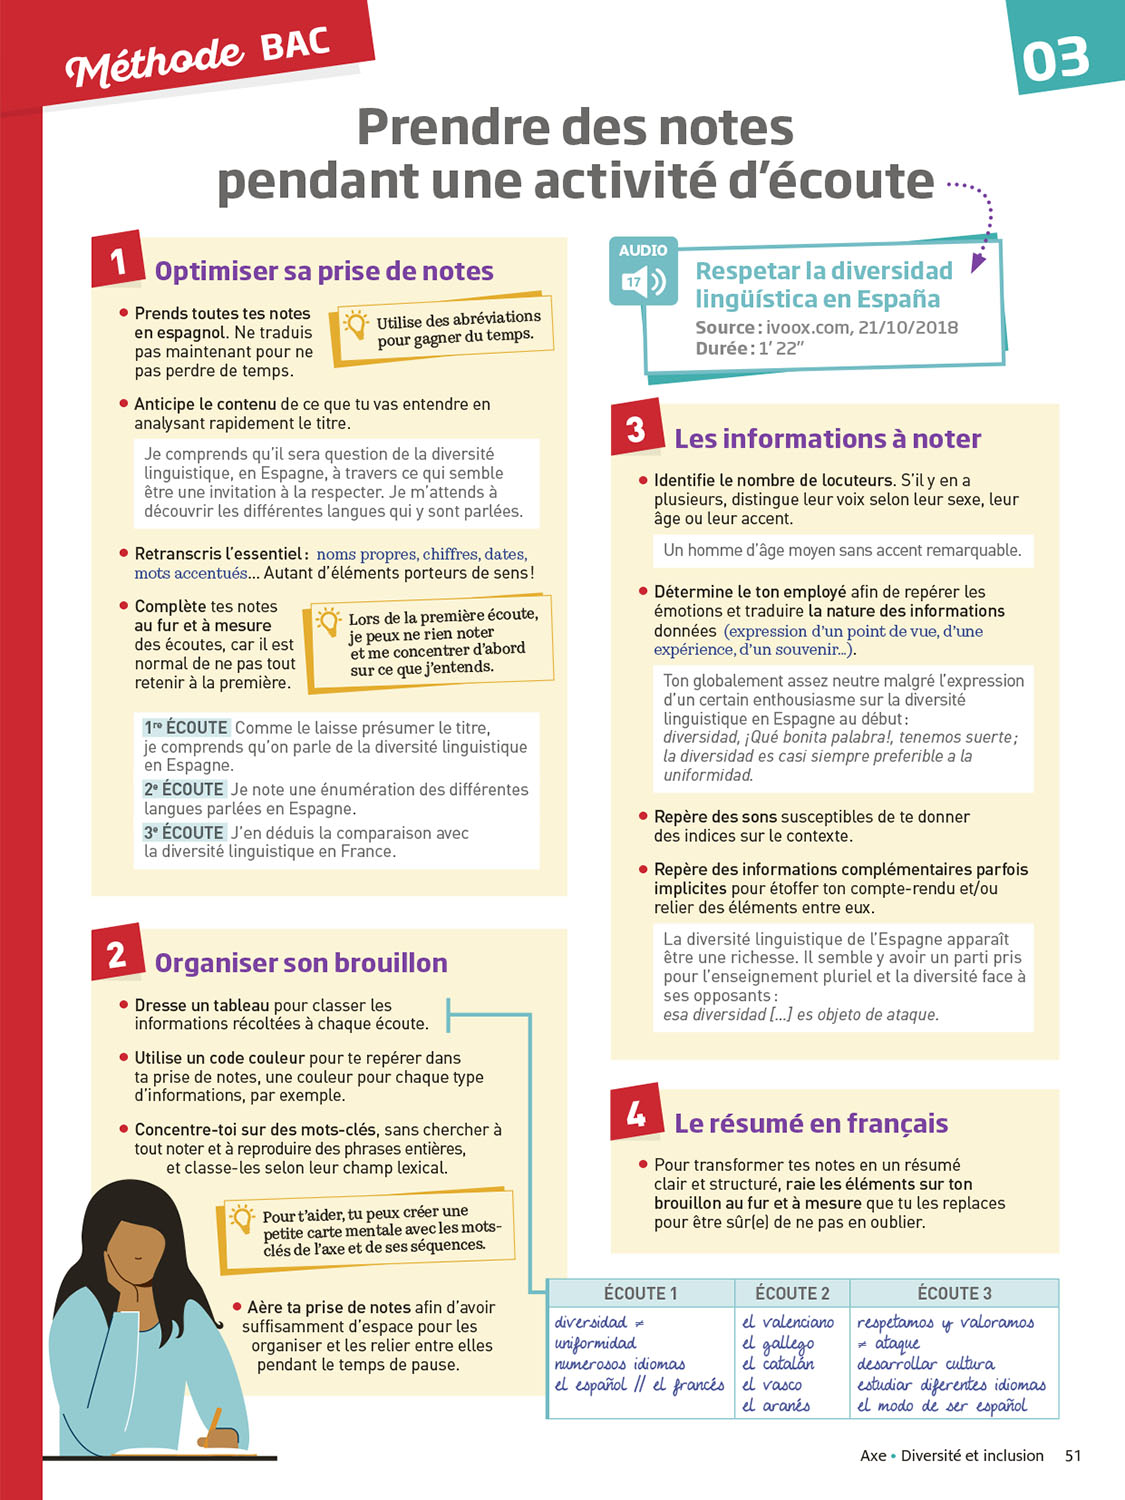 Méthode BAC
03
Prendre des notes
pendant une activité d'écoute
1
Optimiser sa prise de notes
• Prends toutes tes notes
en espagnol. Ne traduis
pas maintenant pour ne
pas perdre de temps.
Utilise des abréviations
pour gagner du temps.
• Anticipe le contenu de ce que tu vas entendre en
analysant rapidement le titre.
Je comprends qu'il sera question de la diversité
linguistique, en Espagne, à travers ce qui semble
être une invitation à la respecter. Je m'attends à
découvrir les différentes langues qui y sont parlées.
• Retranscris l'essentiel : noms propres, chiffres, dates,
mots accentués... Autant d'éléments porteurs de sens !
• Complète tes notes
au fur et à mesure
des écoutes, car il est
normal de ne pas tout
retenir à la première.
Lors de la première écoute,
je peux ne rien noter
et me concentrer d'abord
sur ce que j'entends.
1re ÉCOUTE Comme le laisse présumer le titre,
je comprends qu'on parle de la diversité linguistique
en Espagne.
2e ÉCOUTE Je note une énumération des différentes
langues parlées en Espagne.
3e ÉCOUTE J'en déduis la comparaison avec
la diversité linguistique en France.
2
Organiser son brouillon
• Dresse un tableau pour classer les
informations récoltées à chaque écoute.
• Utilise un code couleur pour te repérer dans
ta prise de notes, une couleur pour chaque type
d'informations, par exemple.
• Concentre-toi sur des mots-clés, sans chercher à
tout noter et à reproduire des phrases entières,
et classe-les selon leur champ lexical.
Pour t'aider, tu peux créer une
petite carte mentale avec les mots-
clés de l'axe et de ses séquences.
• Aère ta prise de notes afin d'avoir
suffisamment d'espace pour les
organiser et les relier entre elles
pendant le temps de pause.
AUDIO
17
Respetar la diversidad
lingüística en España
Source : ivoox.com, 21/10/2018
Durée : 1' 22"
3
Les informations à noter
• Identifie le nombre de locuteurs. S'il y en a
plusieurs, distingue leur voix selon leur sexe, leur
âge ou leur accent.
Un homme d'âge moyen sans accent remarquable.
• Détermine le ton employé afin de repérer les
émotions et traduire la nature des informations
données (expression d'un point de vue, d'une
expérience, d'un souvenir...).
Ton globalement assez neutre malgré l'expression
d'un certain enthousiasme sur la diversité
linguistique en Espagne au début :
diversidad, ¡Qué bonita palabra!, tenemos suerte ;
la diversidad es casi siempre preferible a la
uniformidad.
• Repère des sons susceptibles de te donner
des indices sur le contexte.
• Repère des informations complémentaires parfois
implicites pour étoffer ton compte-rendu et/ou
relier des éléments entre eux.
La diversité linguistique de l'Espagne apparaît
être une richesse. Il semble y avoir un parti pris
pour l'enseignement pluriel et la diversité face à
ses opposants :
esa diversidad [...] es objeto de ataque.
4
Le résumé en français
• Pour transformer tes notes en un résumé
clair et structuré, raie les éléments sur ton
brouillon au fur et à mesure que tu les replaces
pour être sûr(e) de ne pas en oublier.
ÉCOUTE 1
diversidad ≠
uniformidad
numerosos idiomas
el español // el francés
ÉCOUTE 2
el valenciano
el gallego
el catalán
el vasco
el aranés
ÉCOUTE 3
respetamos y valoramos
≠ ataque
desarrollar cultura
estudiar diferentes idiomas
el modo de ser español
Axe • Diversité et inclusion 51